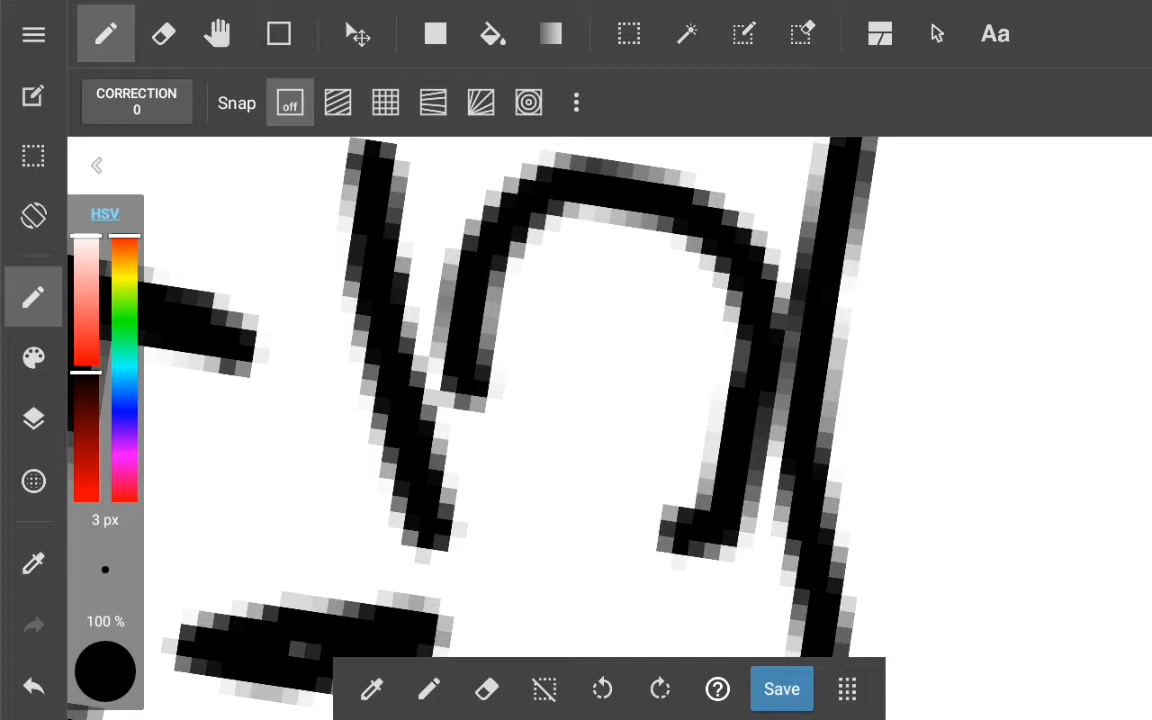 Aa
CORRECTION
0
Snap
off
HSV
3 px
100 %
Save